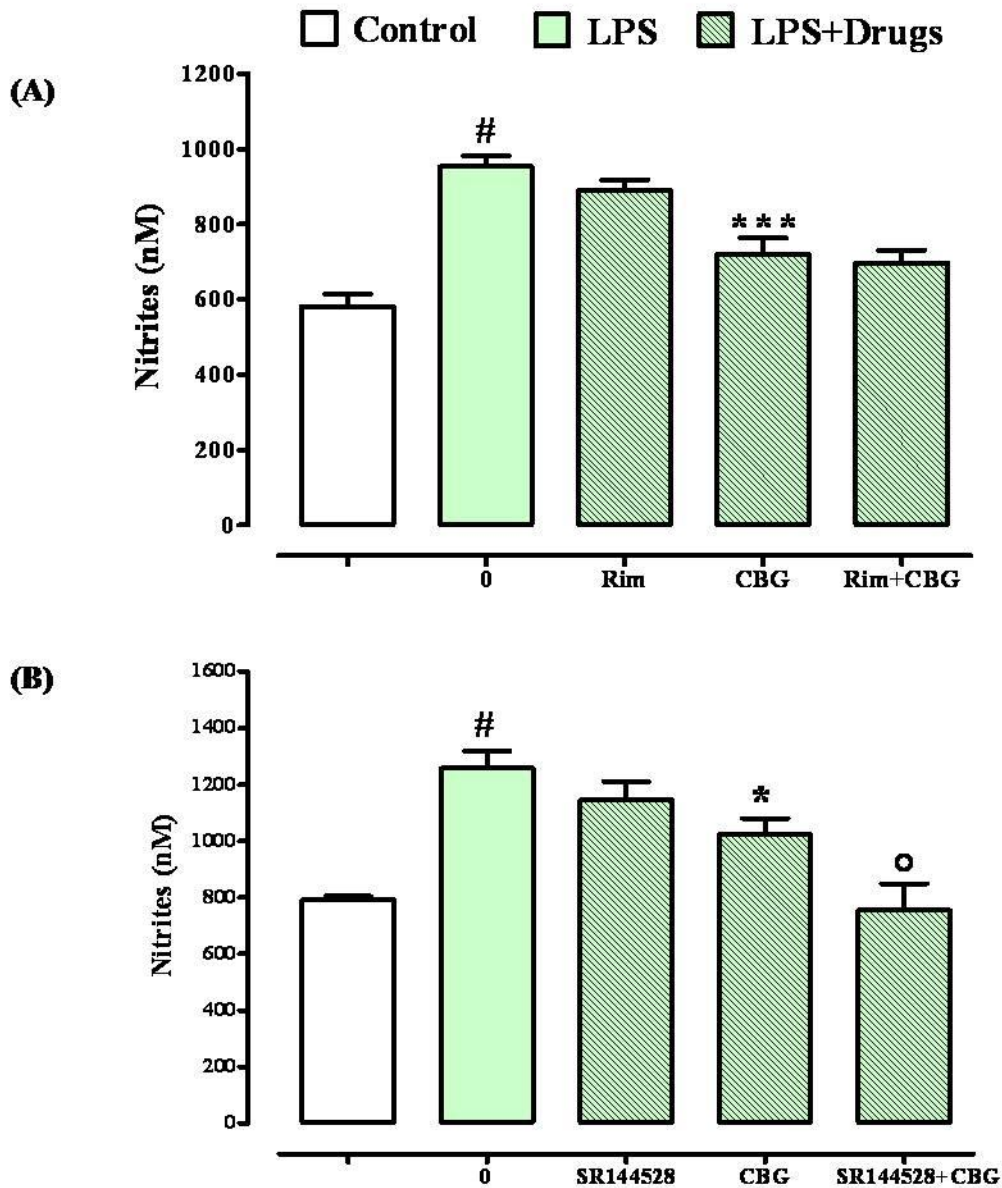 Control LPS LPS+Drugs
(A)
Nitrites (nM)
1200
1000
800
600
400
200
0
#
***
- 0 Rim CBG Rim+CBG
(B)
Nitrites (nM)
1600
1400
1200
1000
800
600
400
200
0
#
*
o
- 0 SR144528 CBG SR144528+CBG